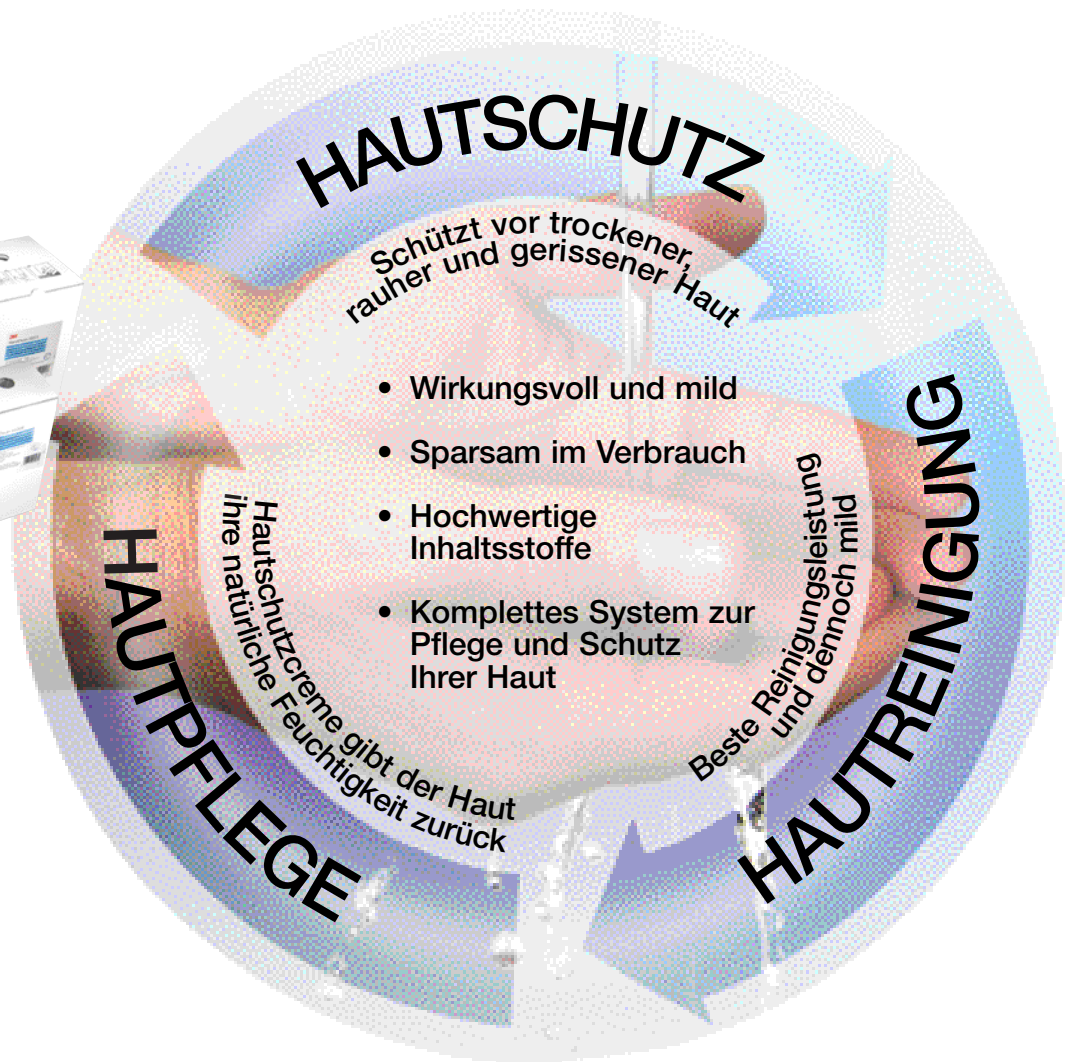 HAUTSCHUTZ
Schützt vor trockener,
rauher und gerissener Haut
• Wirkungsvoll und mild
• Sparsam im Verbrauch
• Hochwertige
Inhaltsstoffe
• Komplettes System zur
Pflege und Schutz
Ihrer Haut
HAUTREINIGUNG
Beste Reinigungsleistung
und dennoch mild
HAUTPFLEGE
Hautschutzcreme gibt der Haut
ihre natürliche Feuchtigkeit zurück